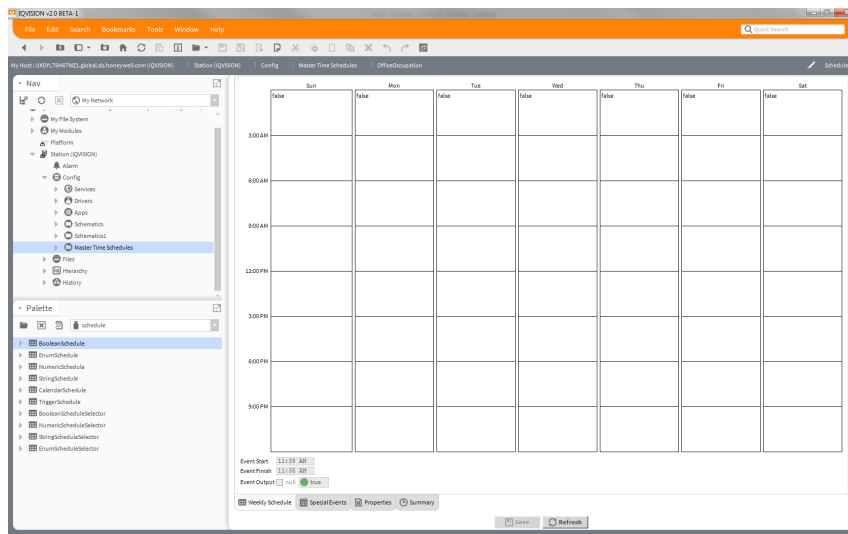 IQVISION v2.0 BETA-1
File Edit Search Bookmarks Tools Window Help
Quick Search
My Host : UK0YLT6H67WZ1.global.ds.honeywell.com (IQVISION) : Station (IQVISION) : Config : Master Time Schedules : OfficeOccupation
Schedule
Nav
My Network
My File System
My Modules
Platform
Station (IQVISION)
Alarm
Config
Services
Drivers
Apps
Schematics
Schematics1
Master Time Schedules
Files
Hierarchy
History
Palette
schedule
BooleanSchedule
EnumSchedule
NumericSchedule
StringSchedule
CalendarSchedule
TriggerSchedule
BooleanScheduleSelector
NumericScheduleSelector
StringScheduleSelector
EnumScheduleSelector
Sun Mon Tue Wed Thu Fri Sat
false false false false false false false
3:00 AM
6:00 AM
9:00 AM
12:00 PM
3:00 PM
6:00 PM
9:00 PM
Event Start 11:35 AM
Event Finish 11:35 AM
Event Output null true
Weekly Schedule Special Events Properties Summary
Save Refresh